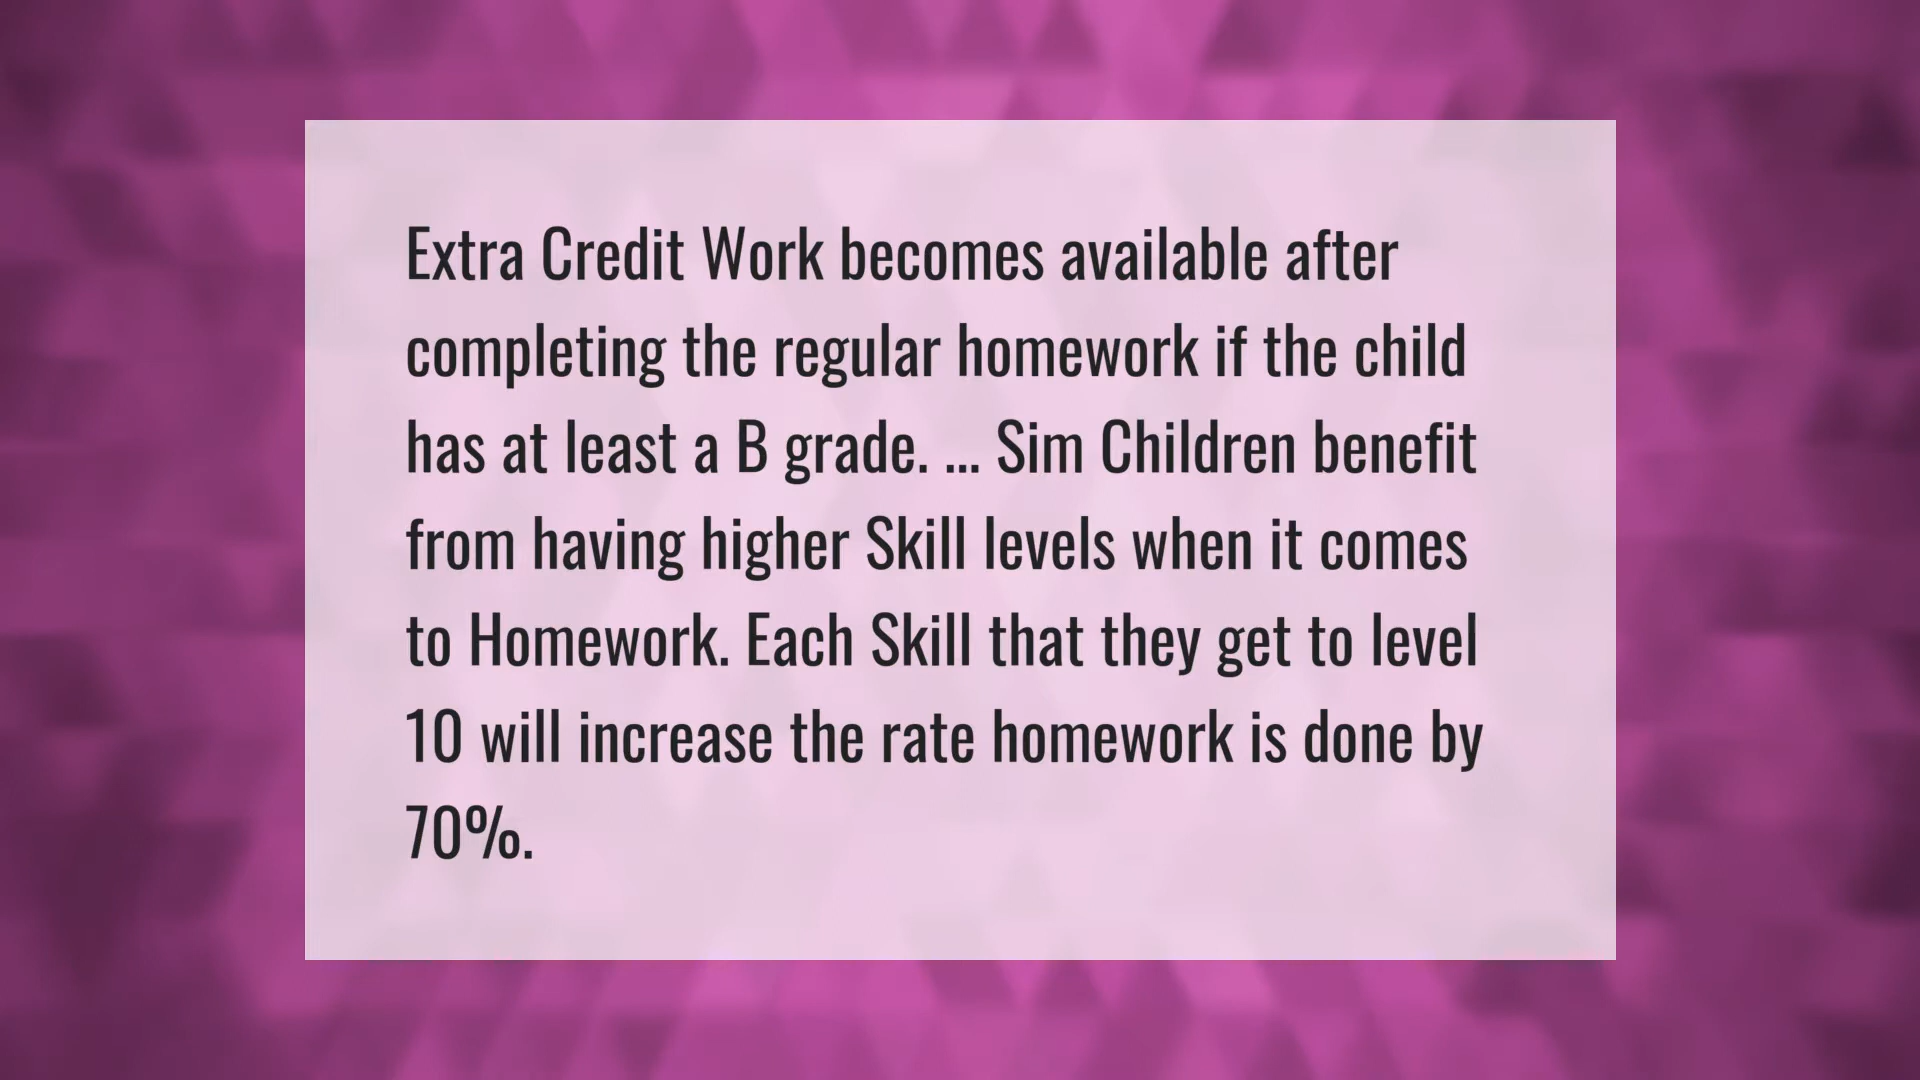 Extra Credit Work becomes available after
completing the regular homework if the child
has at least a B grade. ... Sim Children benefit
from having higher Skill levels when it comes
to Homework. Each Skill that they get to level
10 will increase the rate homework is done by
70%.